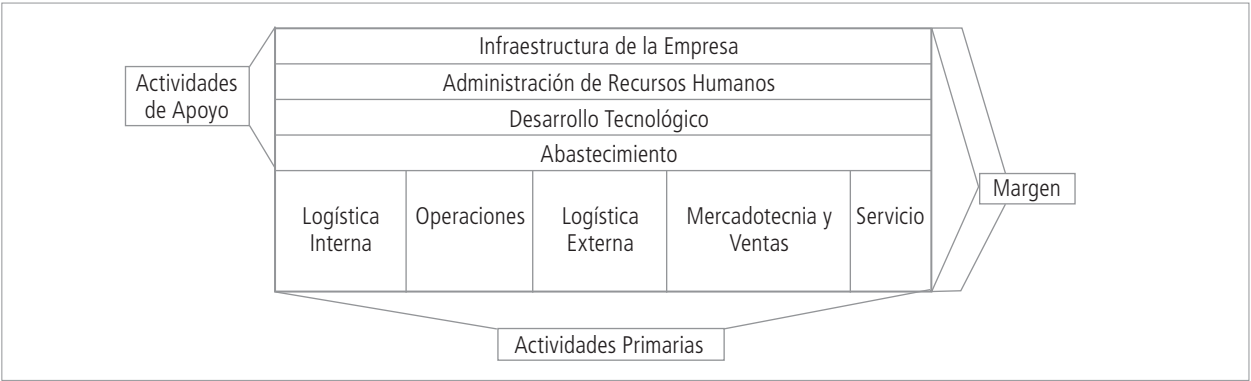 Infraestructura de la Empresa
Actividades
de Apoyo
Administración de Recursos Humanos
Desarrollo Tecnológico
Abastecimiento
Logística
Interna
Operaciones
Logística
Externa
Mercadotecnia y
Ventas
Servicio
Margen
Actividades Primarias